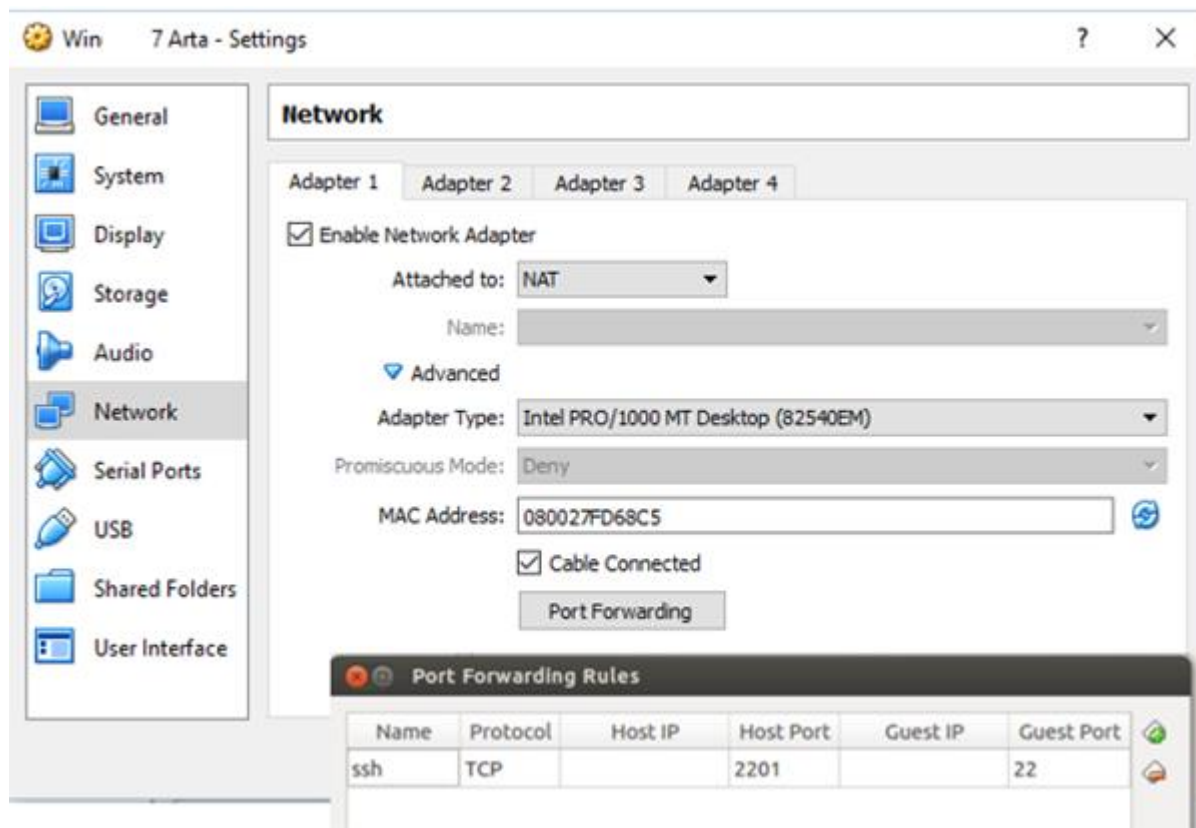 Win 7 Arta - Settings ? ×
General
System
Display
Storage
Audio
Network
Serial Ports
USB
Shared Folders
User Interface
Network
Adapter 1 Adapter 2 Adapter 3 Adapter 4
Enable Network Adapter
Attached to: NAT
Name:
Advanced
Adapter Type: Intel PRO/1000 MT Desktop (82540EM)
Promiscuous Mode: Deny
MAC Address: 080027FD68C5
Cable Connected
Port Forwarding
Port Forwarding Rules
Name Protocol Host IP Host Port Guest IP Guest Port
ssh TCP 2201 22